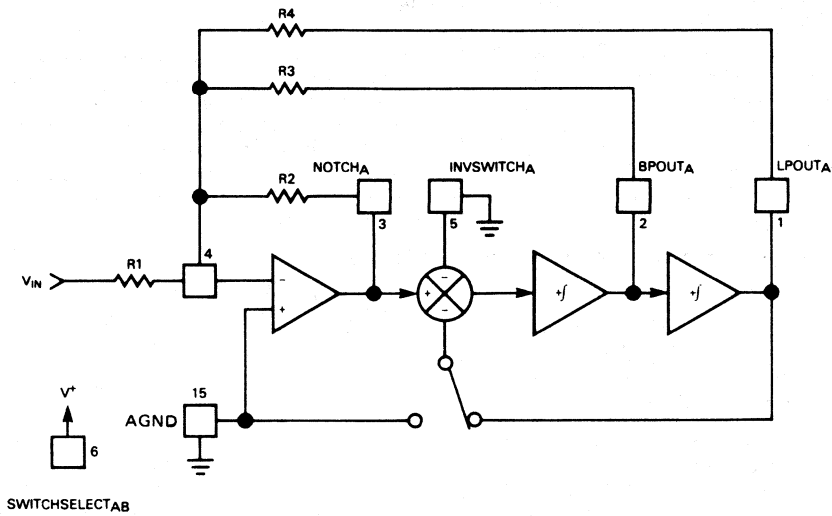 R4
R3
NOTCHA
INVSWITCHA
BPOUTA
LPOUTA
R2
3
5
2
1
R1
4
VIN
−
+
+
−
−
+∫
+∫
V+
15
AGND
6
SWITCHSELECTAB